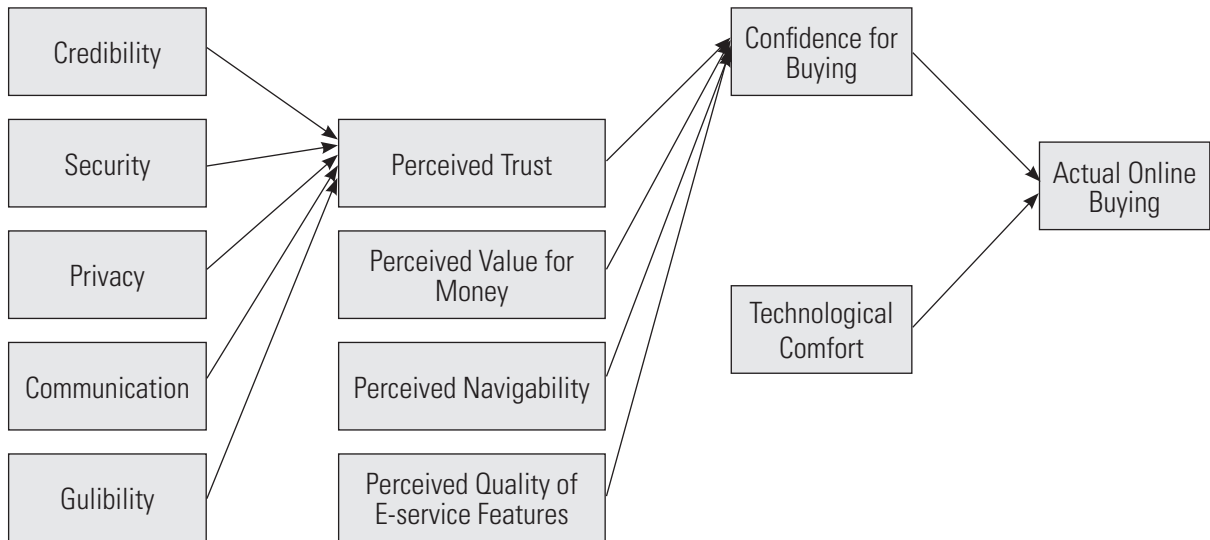 Credibility
Security
Privacy
Communication
Gulibility
Perceived Trust
Perceived Value for
Money
Perceived Navigability
Perceived Quality of
E-service Features
Confidence for
Buying
Technological
Comfort
Actual Online
Buying